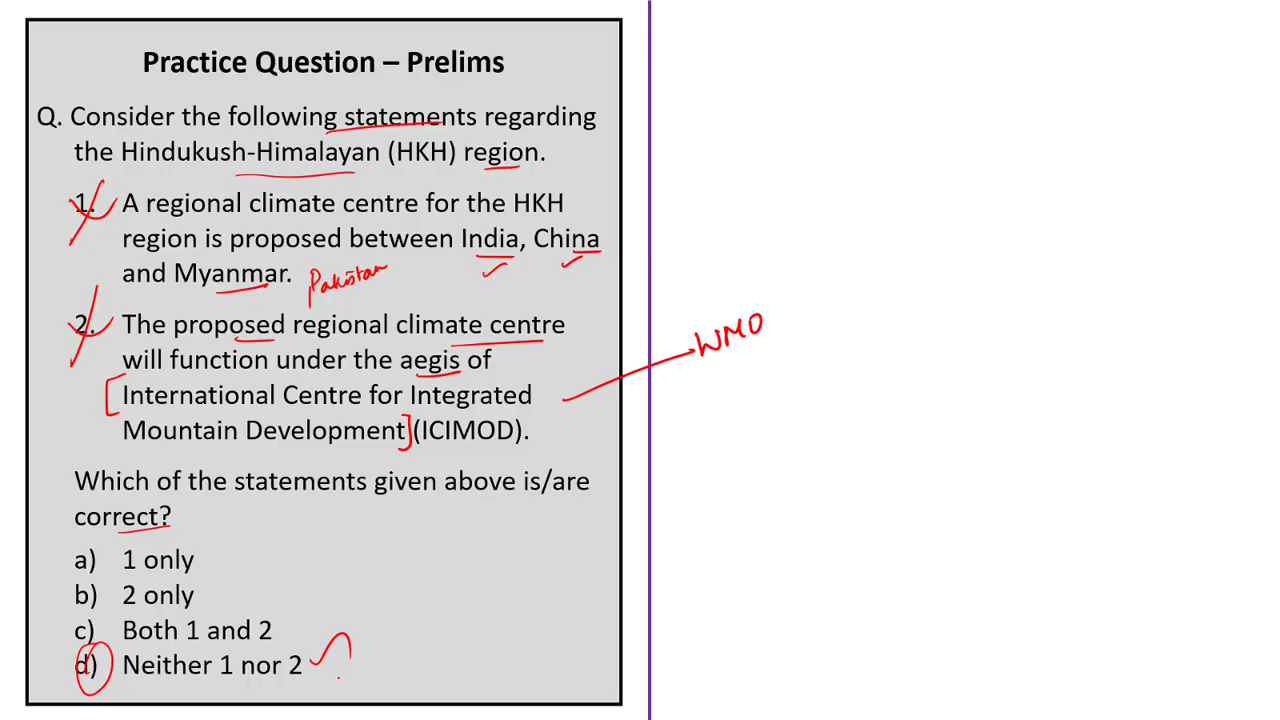 Practice Question – Prelims
Q. Consider the following statements regarding
the Hindukush-Himalayan (HKH) region.
1. A regional climate centre for the HKH
region is proposed between India, China
and Myanmar. Pakistan
2. The proposed regional climate centre
will function under the aegis of
[International Centre for Integrated
Mountain Development] (ICIMOD).
WMO
Which of the statements given above is/are
correct?
a) 1 only
b) 2 only
c) Both 1 and 2
d) Neither 1 nor 2